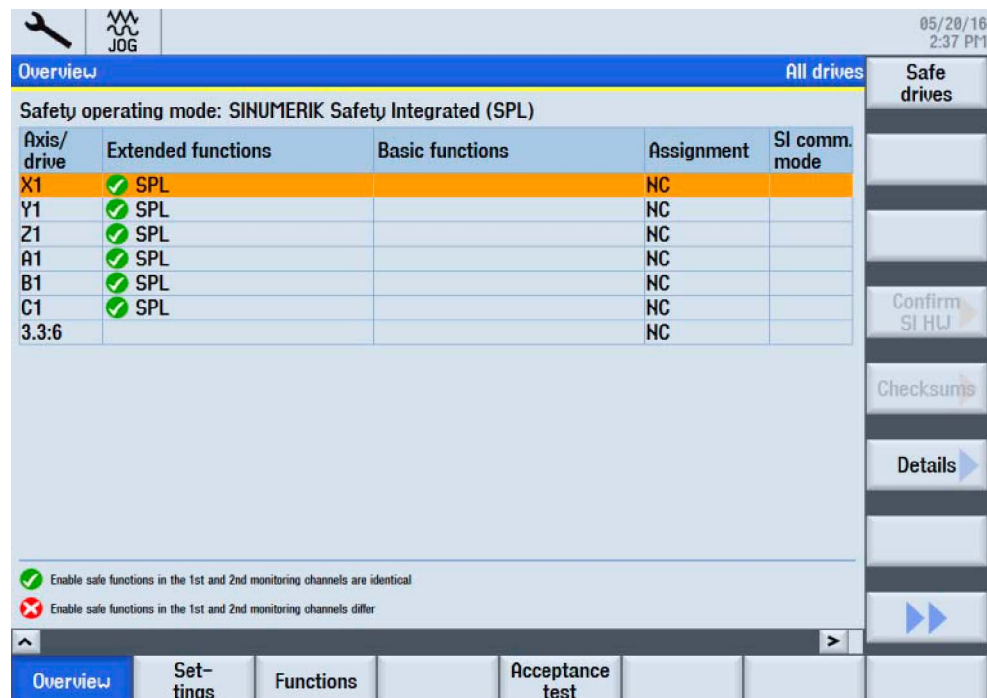 JOG
05/20/16
2:37 PM
Overview All drives
Safe
drives
Safety operating mode: SINUMERIK Safety Integrated (SPL)
Axis/
drive Extended functions Basic functions Assignment SI comm.
mode
X1 SPL NC
Y1 SPL NC
Z1 SPL NC
A1 SPL NC
B1 SPL NC
C1 SPL NC
3.3:6 NC
Confirm
SI HW
Checksums
Details
Enable safe functions in the 1st and 2nd monitoring channels are identical
Enable safe functions in the 1st and 2nd monitoring channels differ
Overview
Set-
tings
Functions
Acceptance
test